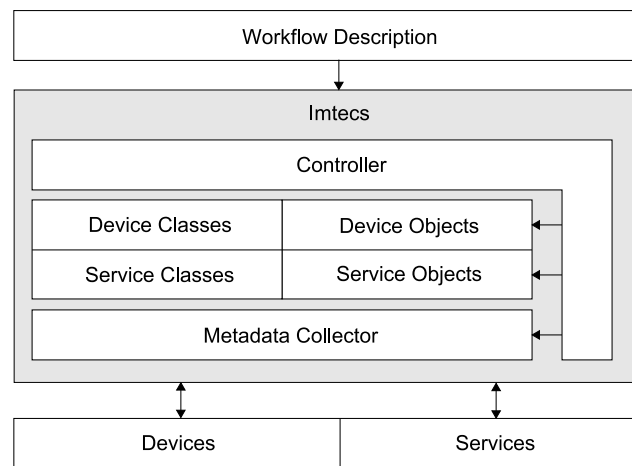 Workflow Description
Imtecs
Controller
Device Classes
Device Objects
Service Classes
Service Objects
Metadata Collector
Devices
Services